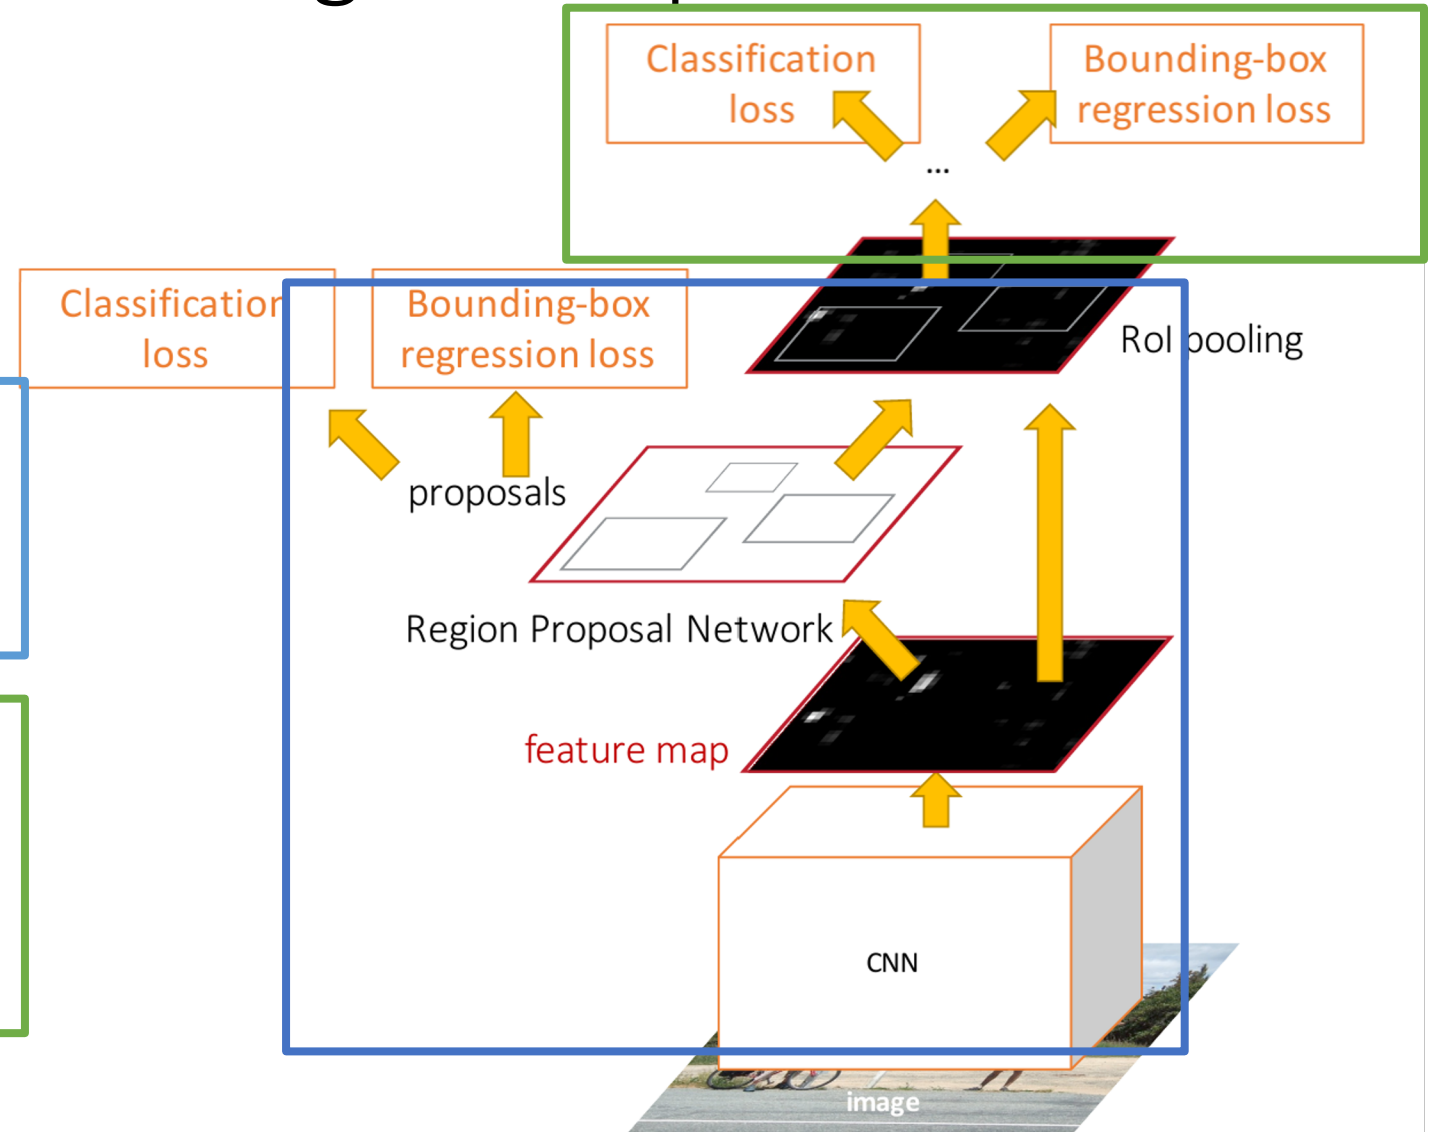 Classification
loss
Bounding-box
regression loss
...
Classification
loss
Bounding-box
regression loss
RoI pooling
proposals
Region Proposal Network
feature map
CNN
image